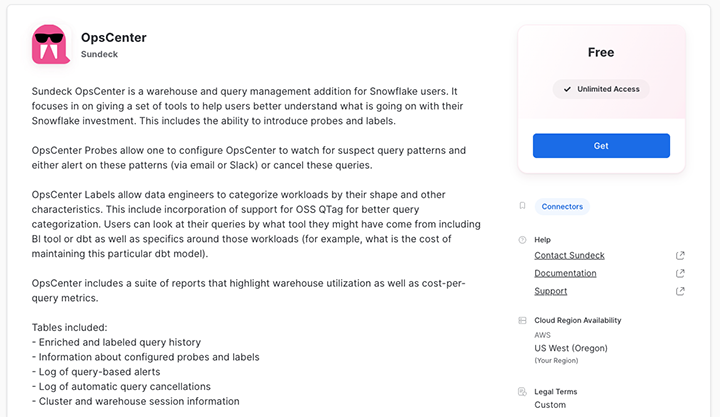 OpsCenter
Sundeck
Sundeck OpsCenter is a warehouse and query management addition for Snowflake users. It
focuses in on giving a set of tools to help users better understand what is going on with their
Snowflake investment. This includes the ability to introduce probes and labels.
OpsCenter Probes allow one to configure OpsCenter to watch for suspect query patterns and
either alert on these patterns (via email or Slack) or cancel these queries.
OpsCenter Labels allow data engineers to categorize workloads by their shape and other
characteristics. This include incorporation of support for OSS QTag for better query
categorization. Users can look at their queries by what tool they might have come from including
BI tool or dbt as well as specifics around those workloads (for example, what is the cost of
maintaining this particular dbt model).
OpsCenter includes a suite of reports that highlight warehouse utilization as well as cost-per-
query metrics.
Tables included:
- Enriched and labeled query history
- Information about configured probes and labels
- Log of query-based alerts
- Log of automatic query cancellations
- Cluster and warehouse session information
Free
Unlimited Access
Get
Connectors
Help
Contact Sundeck
Documentation
Support
Cloud Region Availability
AWS
US West (Oregon)
(Your Region)
Legal Terms
Custom